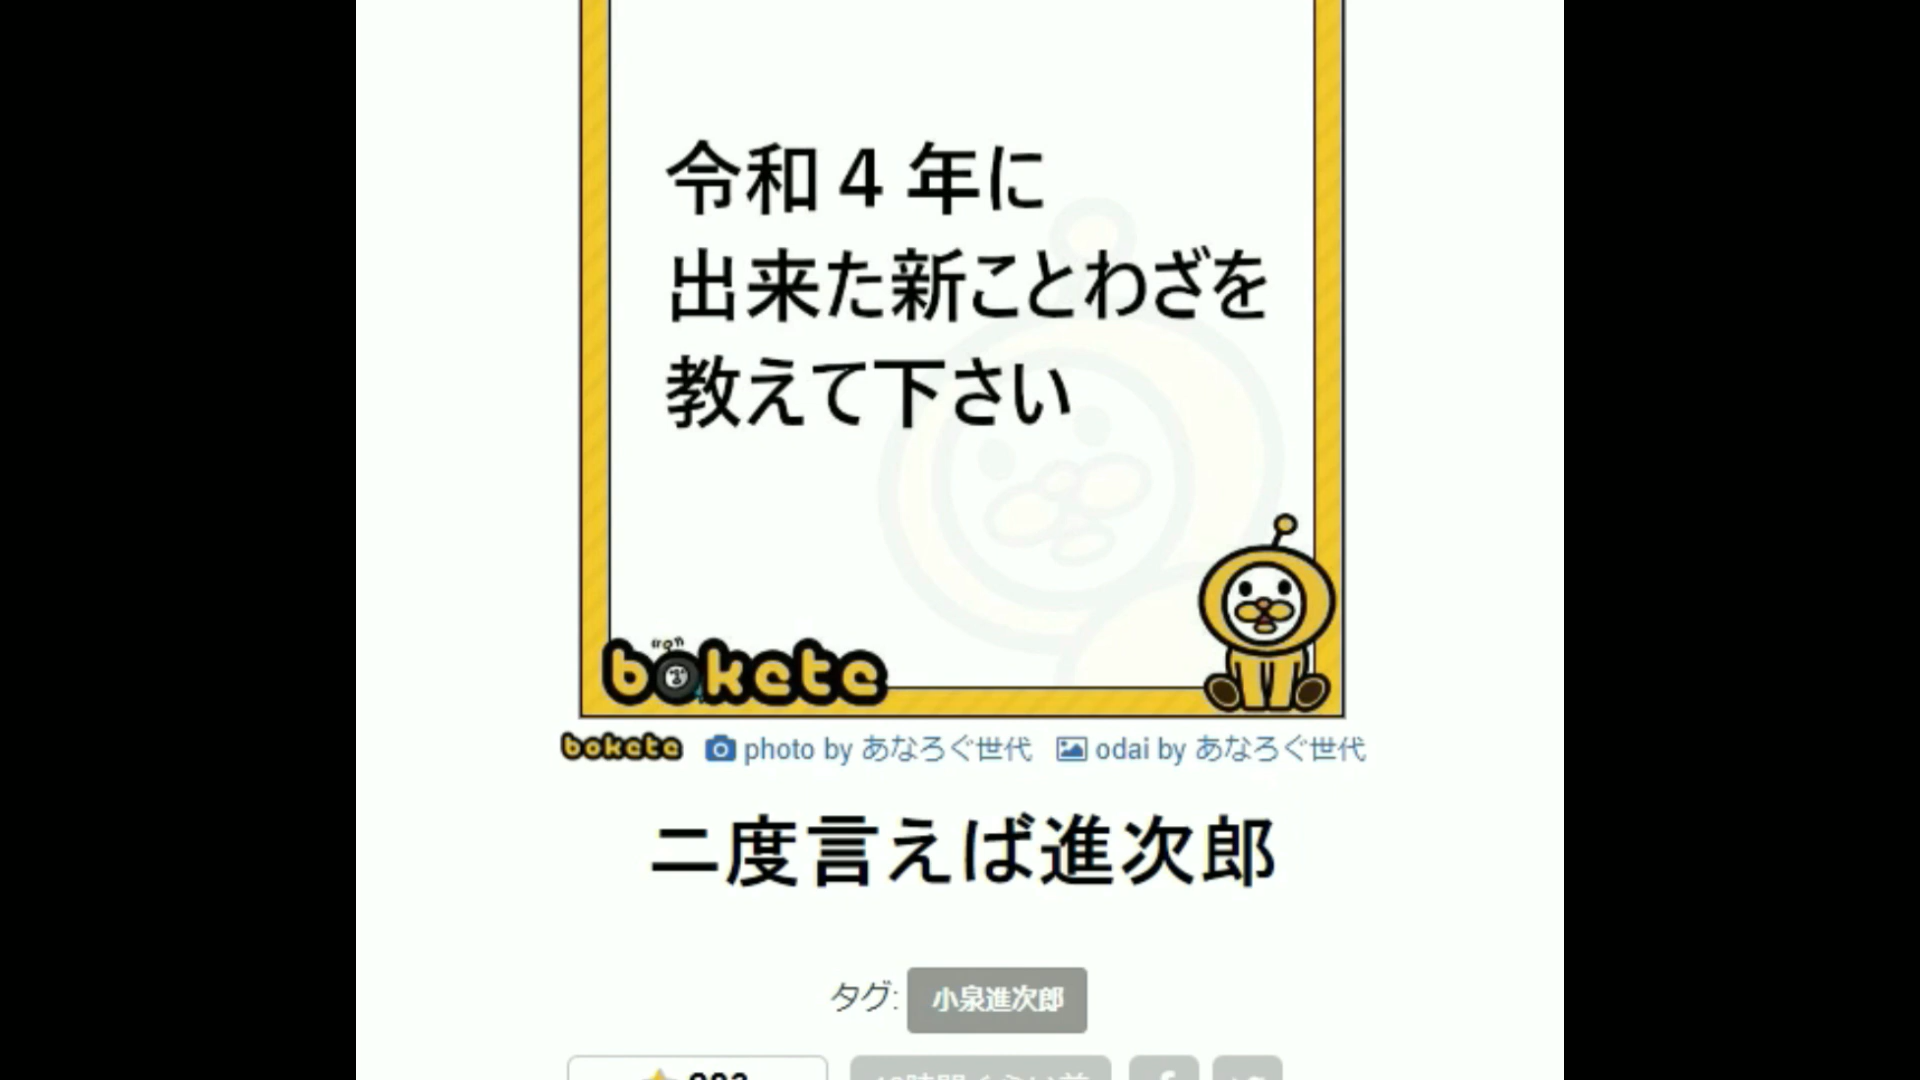 令和４年に
出来た新ことわざを
教えて下さい
bokete
bokete photo by あなろぐ世代 odai by あなろぐ世代
二度言えば進次郎
タグ: 小泉進次郎